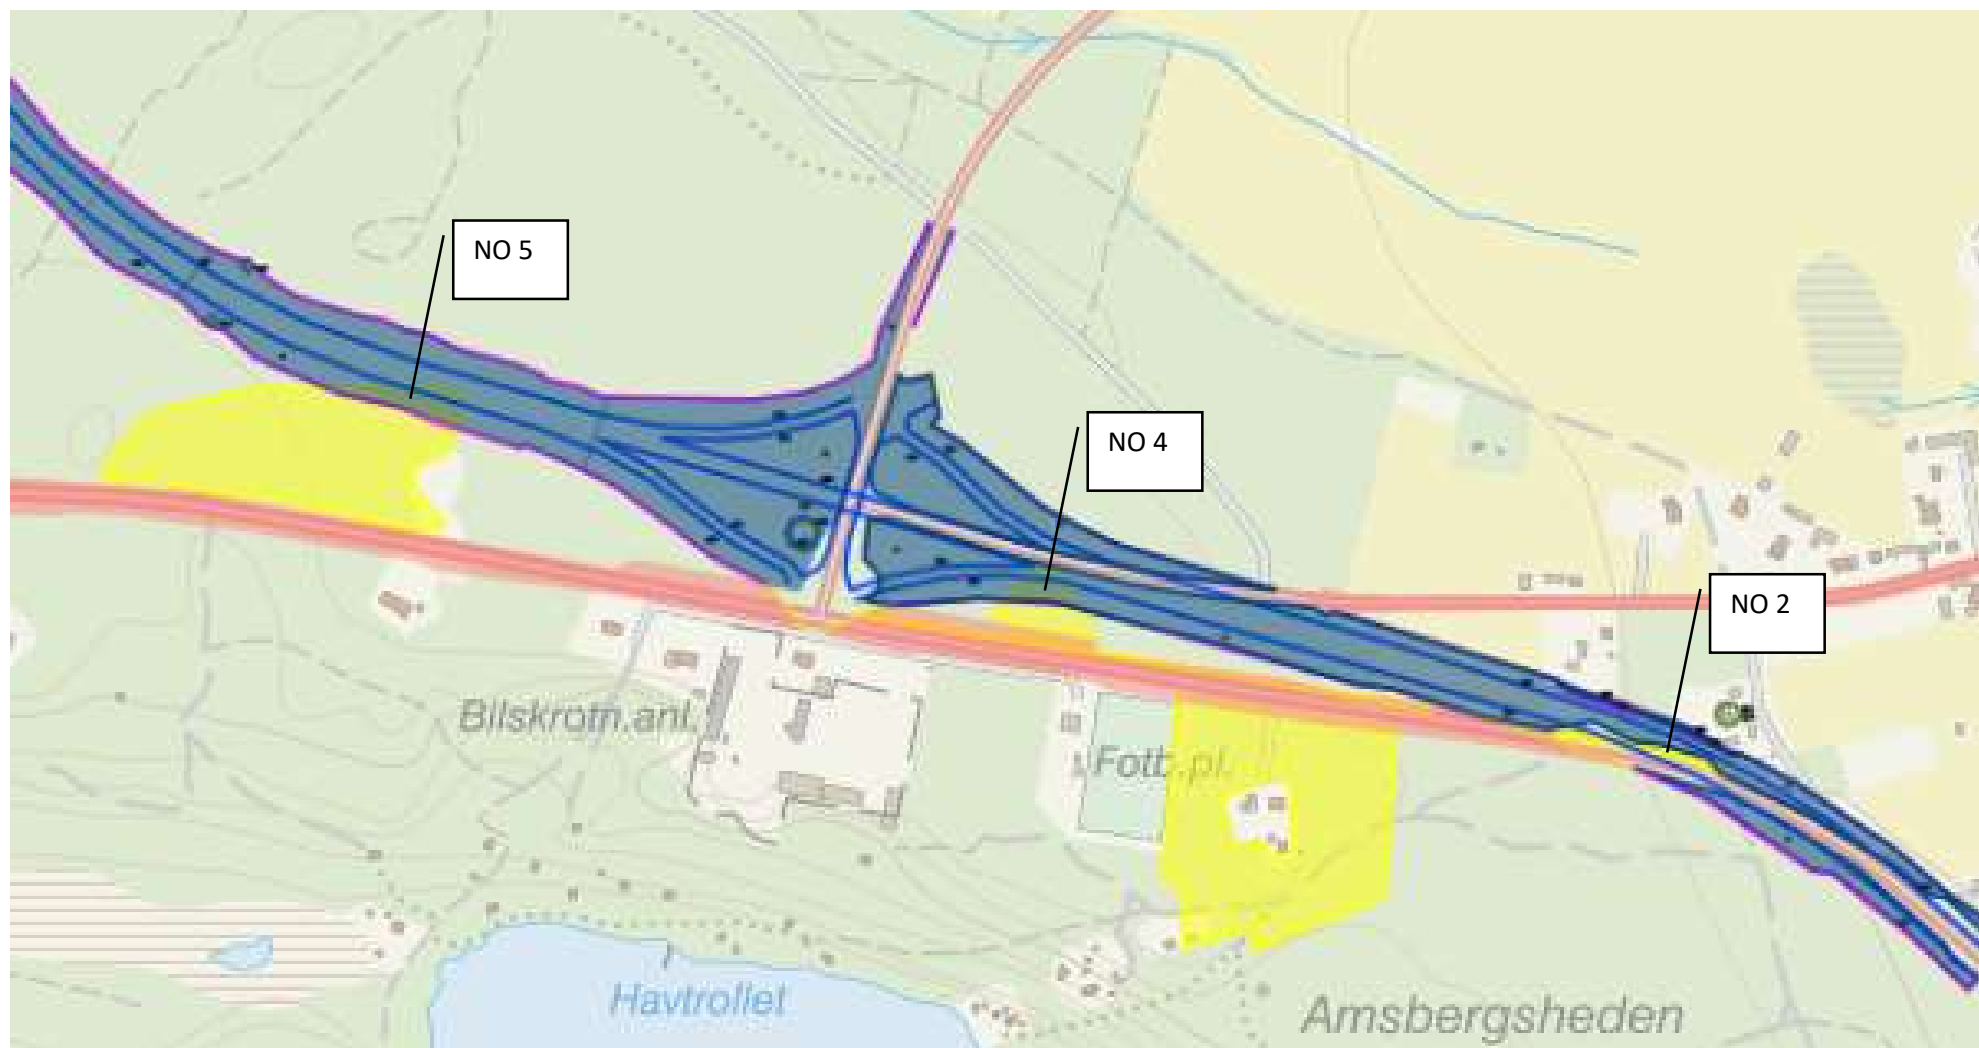 NO 5
NO 4
NO 2
Bilskrotn.anl.
Fotb.pl.
Havtrollet
Amsbergsheden